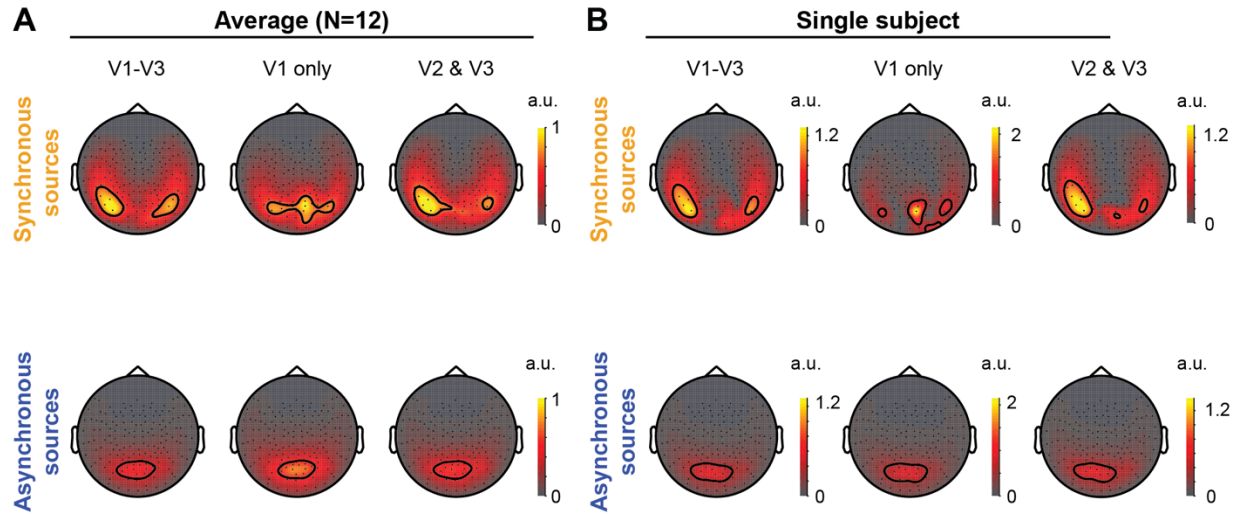 A Average (N=12) B Single subject
V1-V3 V1 only V2 & V3 V1-V3 V1 only V2 & V3
Synchronous
sources
a.u. a.u. a.u. a.u.
1 1.2 2 1.2
0 0 0 0
Asynchronous
sources
a.u. a.u. a.u. a.u.
1 1.2 2 1.2
0 0 0 0
Synchronous
sources
Asynchronous
sources